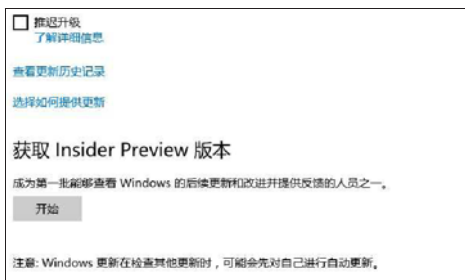 推迟升级
了解详细信息
查看更新历史记录
选择如何提供更新
获取 Insider Preview 版本
成为第一批能够查看 Windows 的后续更新和改进并提供反馈的人员之一。
开始
注意: Windows 更新在检查其他更新时，可能会先对自己进行自动更新。